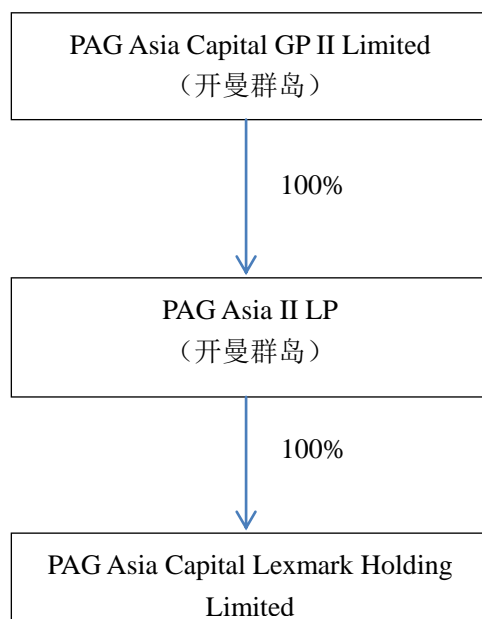 PAG Asia Capital GP II Limited
（开曼群岛）
100%
PAG Asia II LP
（开曼群岛）
100%
PAG Asia Capital Lexmark Holding
Limited